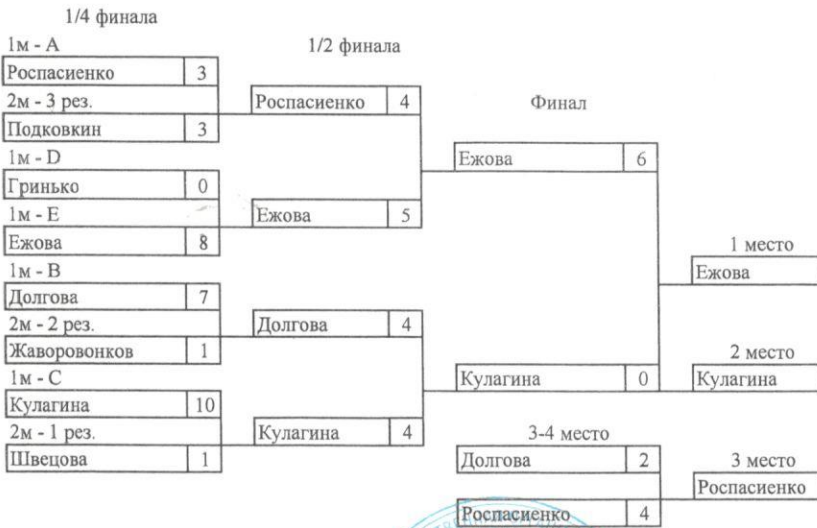 1/4 финала
1м - А
Роспасиенко 3
2м - 3 рез.
Подковкин 3
1м - D
Гринько 0
1м - E
Ежова 8
1м - B
Долгова 7
2м - 2 рез.
Жаворовонков 1
1м - C
Кулагина 10
2м - 1 рез.
Швецова 1
1/2 финала
Роспасиенко 4
Ежова 5
Долгова 4
Кулагина 4
Финал
Ежова 6
Кулагина 0
3-4 место
Долгова 2
Роспасиенко 4
1 место
Ежова
2 место
Кулагина
3 место
Роспасиенко